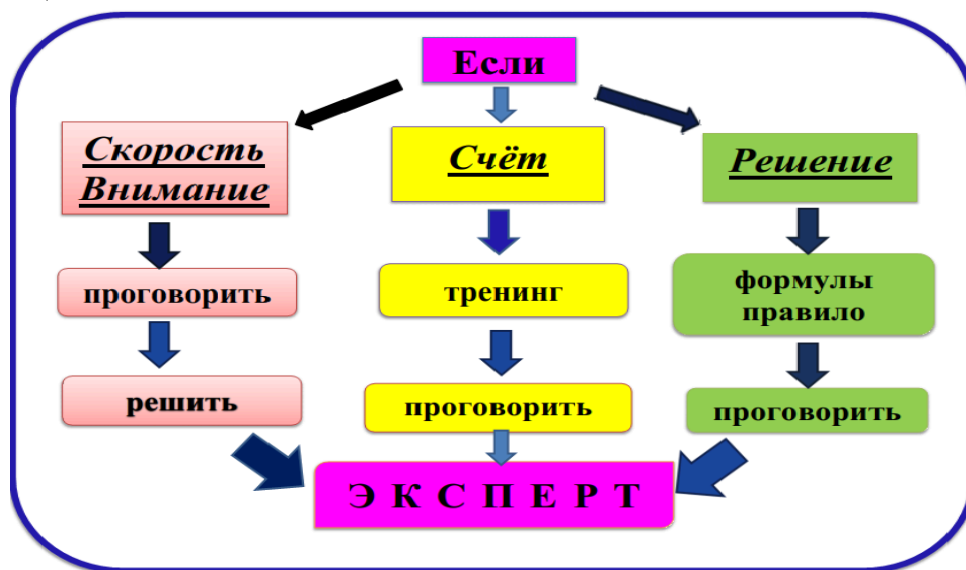 Если
Скорость
Внимание
Счёт
Решение
проговорить
тренинг
формулы
правило
решить
проговорить
проговорить
Э К С П Е Р Т